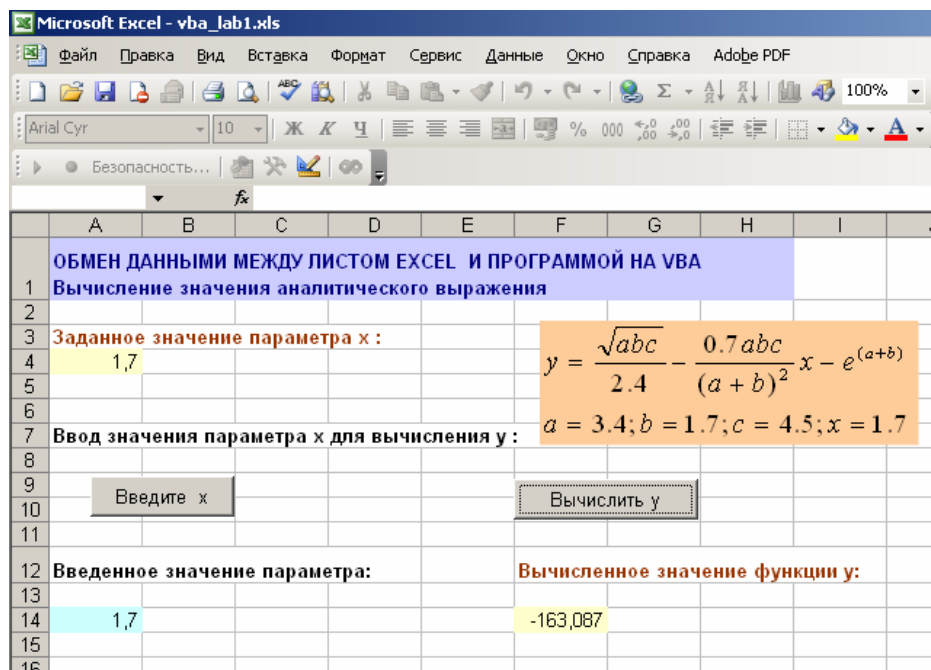 Microsoft Excel - vba_lab1.xls
Файл Правка Вид Вставка Формат Сервис Данные Окно Справка Adobe PDF
100%
Arial Cyr 10 Ж К Ч % 000
Безопасность...
fx
A B C D E F G H I
1 ОБМЕН ДАННЫМИ МЕЖДУ ЛИСТОМ EXCEL И ПРОГРАММОЙ НА VBA
Вычисление значения аналитического выражения
2
3 Заданное значение параметра x :
4 1,7
y = √abc / 2.4 − 0.7abc / (a + b)² x − e^(a+b)
5
6
a = 3.4; b = 1.7; c = 4.5; x = 1.7
7 Ввод значения параметра x для вычисления y :
8
9
Введите x Вычислить y
10
11
12 Введенное значение параметра: Вычисленное значение функции y:
13
14 1,7 -163,087
15
16